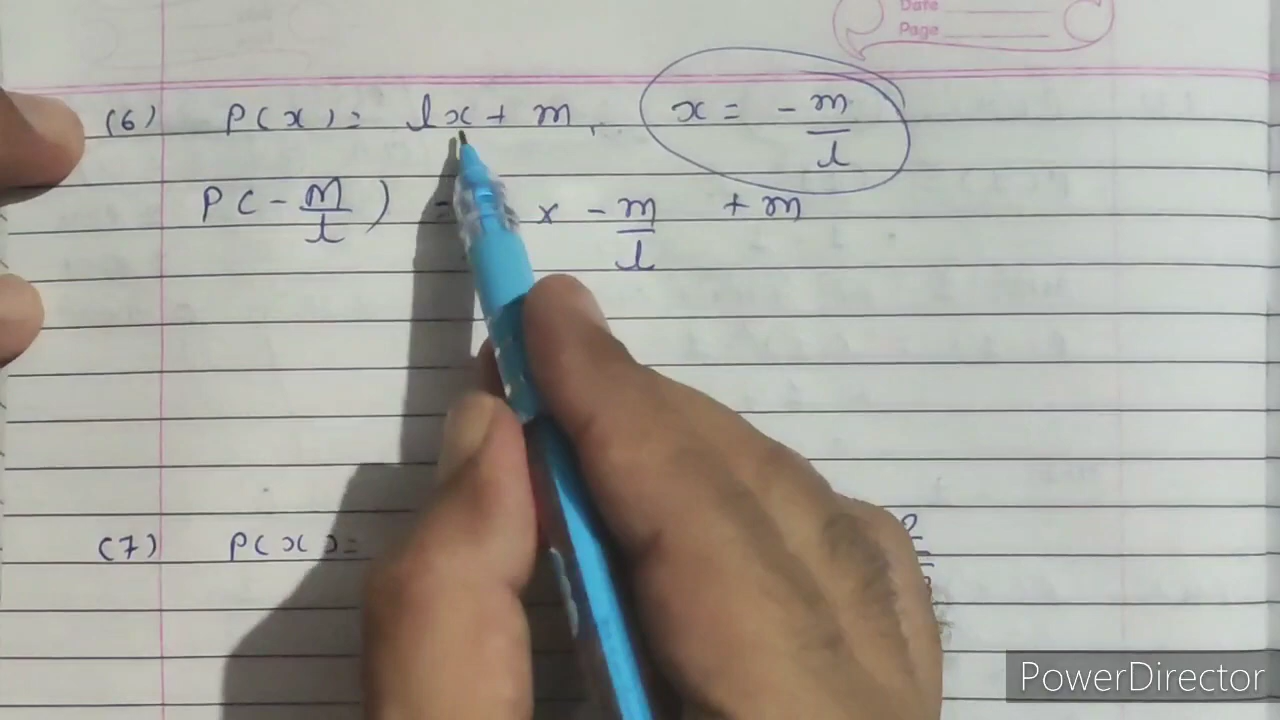 Date
Page
(6) P(x) = lx + m, x = -m/l
P(-m/l) = × -m/l + m
(7) P(x) =
PowerDirector